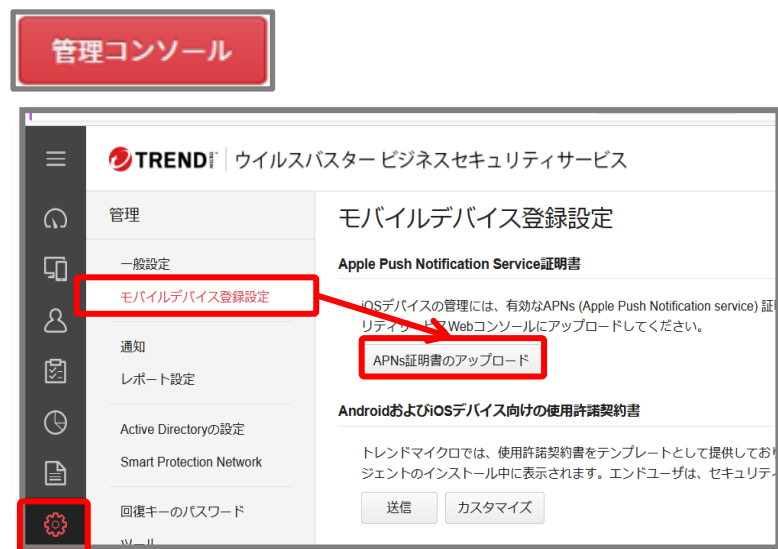 管理コンソール
TREND MICRO ウイルスバスター ビジネスセキュリティサービス
管理
一般設定
モバイルデバイス登録設定
通知
レポート設定
Active Directoryの設定
Smart Protection Network
回復キーのパスワード
ツール
モバイルデバイス登録設定
Apple Push Notification Service証明書
iOSデバイスの管理には、有効なAPNs (Apple Push Notification service) 証
リティサービスWebコンソールにアップロードしてください。
APNs証明書のアップロード
AndroidおよびiOSデバイス向けの使用許諾契約書
トレンドマイクロでは、使用許諾契約書をテンプレートとして提供してお
ジェントのインストール中に表示されます。エンドユーザは、セキュリテ
送信 カスタマイズ